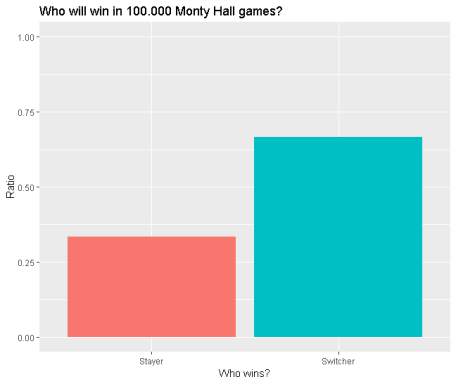 Who will win in 100.000 Monty Hall games?
1.00
0.75
0.50
0.25
0.00
Ratio
Stayer Switcher
Who wins?